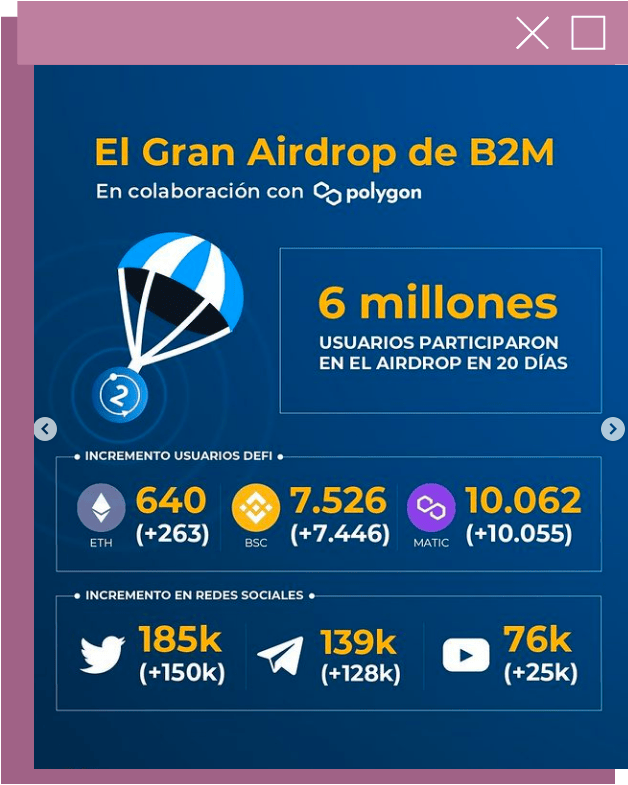 El Gran Airdrop de B2M
En colaboración con polygon
6 millones
USUARIOS PARTICIPARON
EN EL AIRDROP EN 20 DÍAS
2
INCREMENTO USUARIOS DEFI
640
(+263)
ETH
7.526
(+7.446)
BSC
10.062
(+10.055)
MATIC
INCREMENTO EN REDES SOCIALES
185k
(+150k)
139k
(+128k)
76k
(+25k)